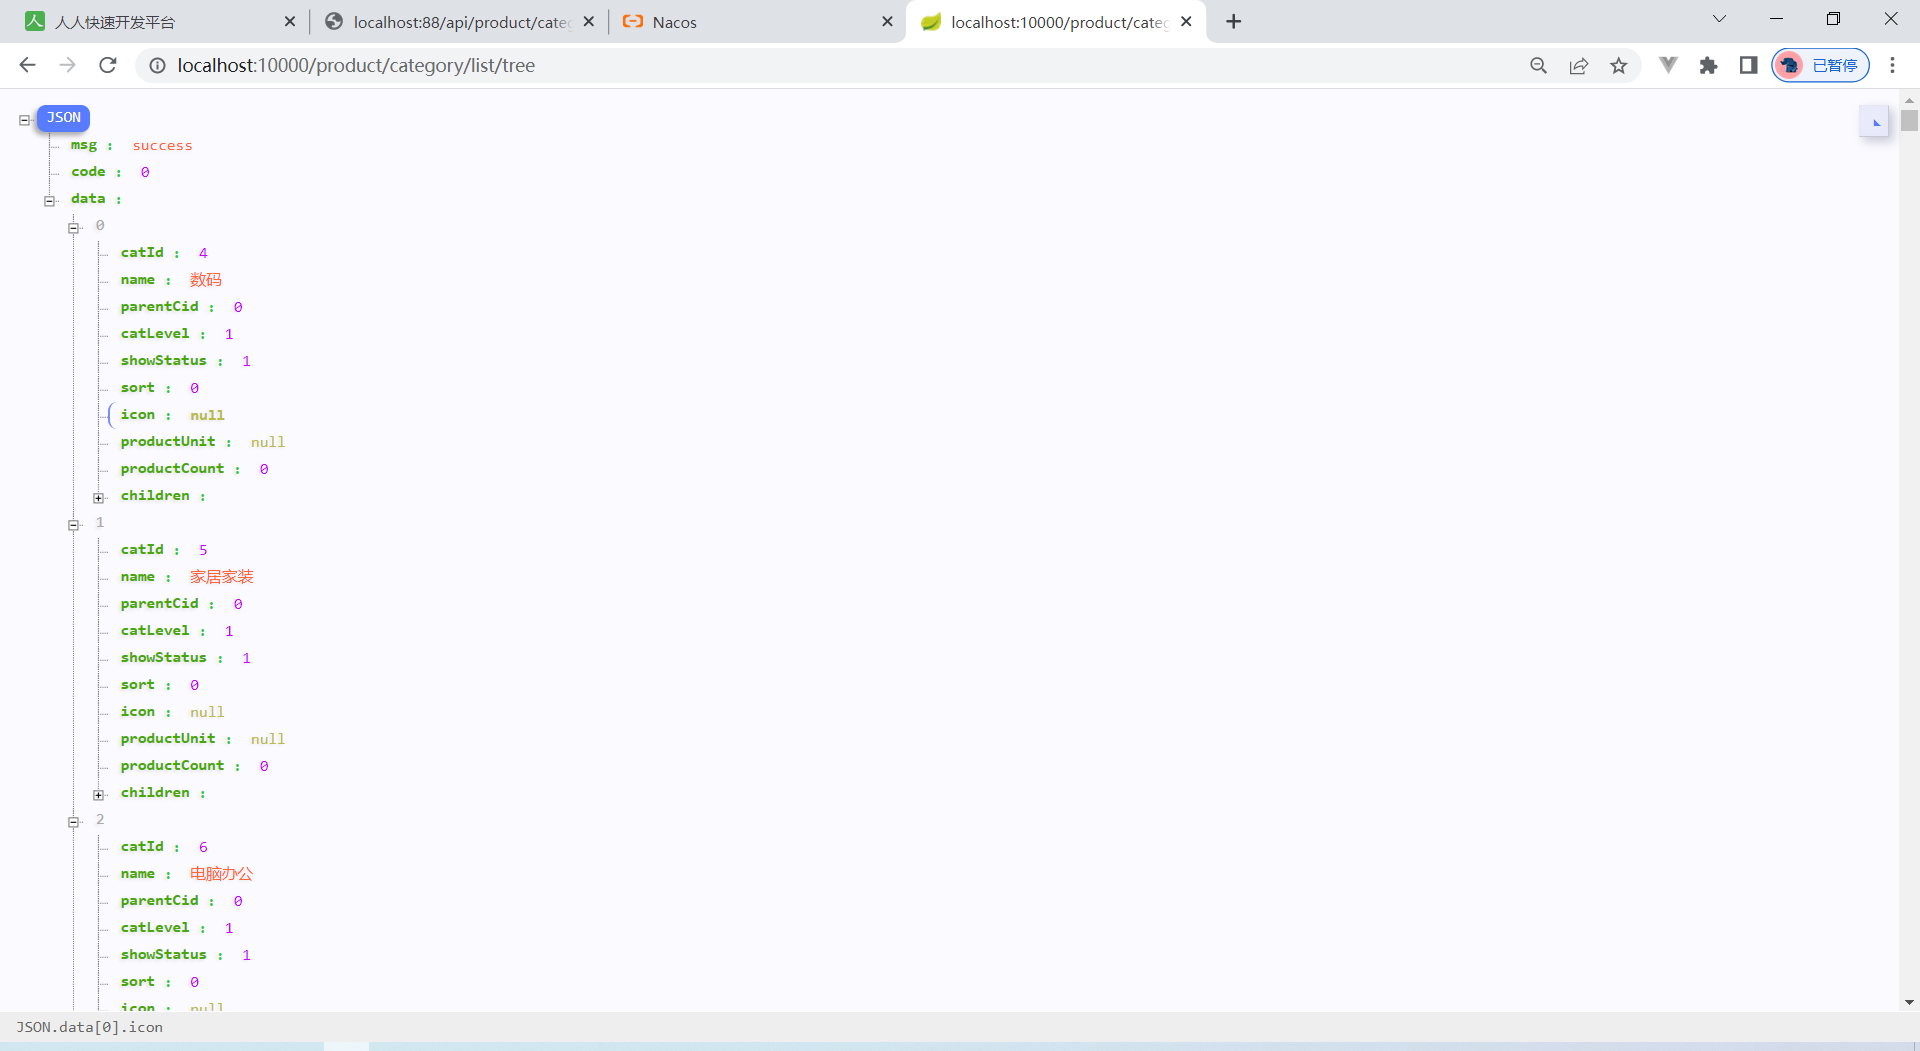 人人快速开发平台
localhost:88/api/product/cate
Nacos
localhost:10000/product/cate
localhost:10000/product/category/list/tree
已暂停
JSON
msg : success
code : 0
data :
0
catId : 4
name : 数码
parentCid : 0
catLevel : 1
showStatus : 1
sort : 0
icon : null
productUnit : null
productCount : 0
children :
1
catId : 5
name : 家居家装
parentCid : 0
catLevel : 1
showStatus : 1
sort : 0
icon : null
productUnit : null
productCount : 0
children :
2
catId : 6
name : 电脑办公
parentCid : 0
catLevel : 1
showStatus : 1
sort : 0
icon : null
JSON.data[0].icon